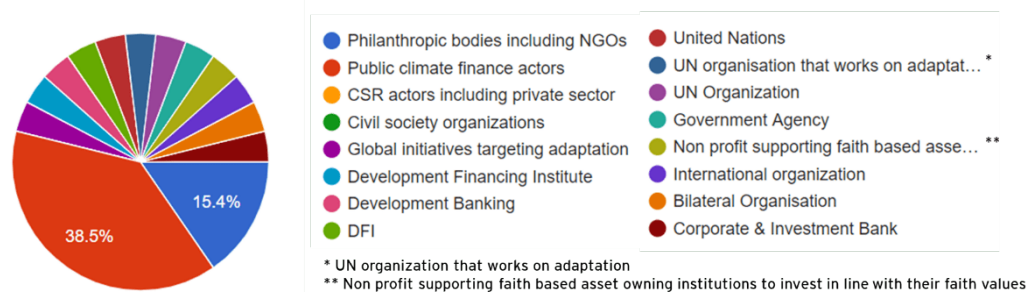 15.4%
38.5%
Philanthropic bodies including NGOs
Public climate finance actors
CSR actors including private sector
Civil society organizations
Global initiatives targeting adaptation
Development Financing Institute
Development Banking
DFI
United Nations
UN organisation that works on adaptat... *
UN Organization
Government Agency
Non profit supporting faith based asse... **
International organization
Bilateral Organisation
Corporate & Investment Bank
* UN organization that works on adaptation
** Non profit supporting faith based asset owning institutions to invest in line with their faith values